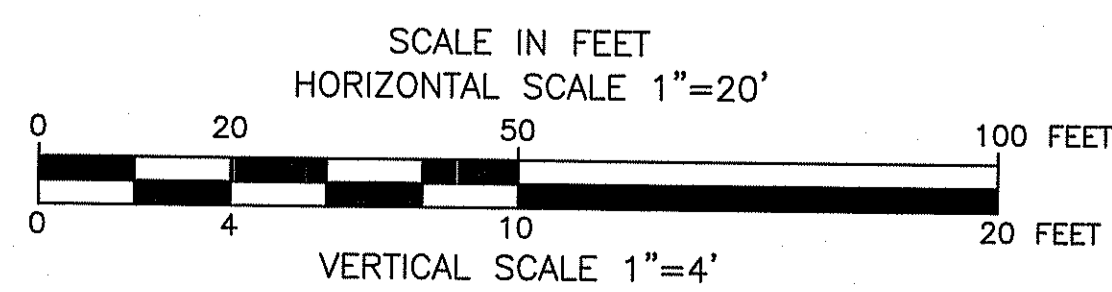 SCALE IN FEET
HORIZONTAL SCALE 1"=20'
0 20 50 100 FEET
0 4 10 20 FEET
VERTICAL SCALE 1"=4'